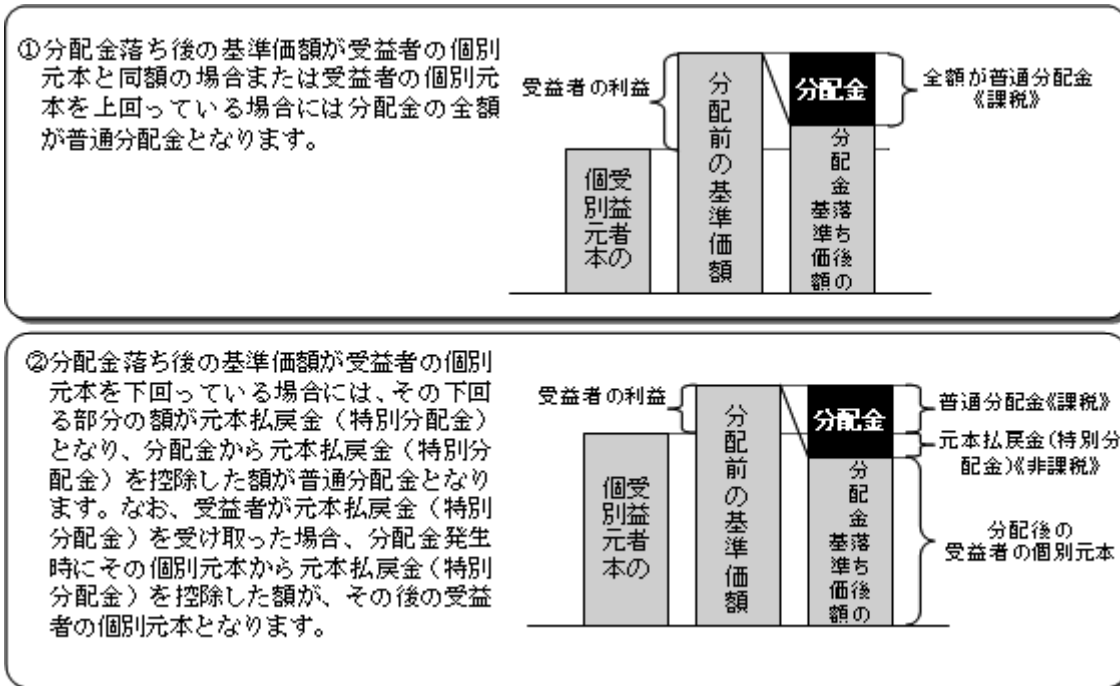 ①分配金落ち後の基準価額が受益者の個別
元本と同額の場合または受益者の個別元
本を上回っている場合には分配金の全額
が普通分配金となります。
受益者の利益
受益者の
個別元本
分配前の基準価額
分配金
分配金落ち後の
基準価額
全額が普通分配金
《課税》
②分配金落ち後の基準価額が受益者の個別
元本を下回っている場合には、その下回
る部分の額が元本払戻金（特別分配金）
となり、分配金から元本払戻金（特別分
配金）を控除した額が普通分配金となり
ます。なお、受益者が元本払戻金（特別
分配金）を受け取った場合、分配金発生
時にその個別元本から元本払戻金（特別
分配金）を控除した額が、その後の受益
者の個別元本となります。
受益者の利益
受益者の
個別元本
分配前の基準価額
分配金
分配金落ち後の
基準価額
普通分配金《課税》
元本払戻金(特別分
配金)《非課税》
分配後の
受益者の個別元本